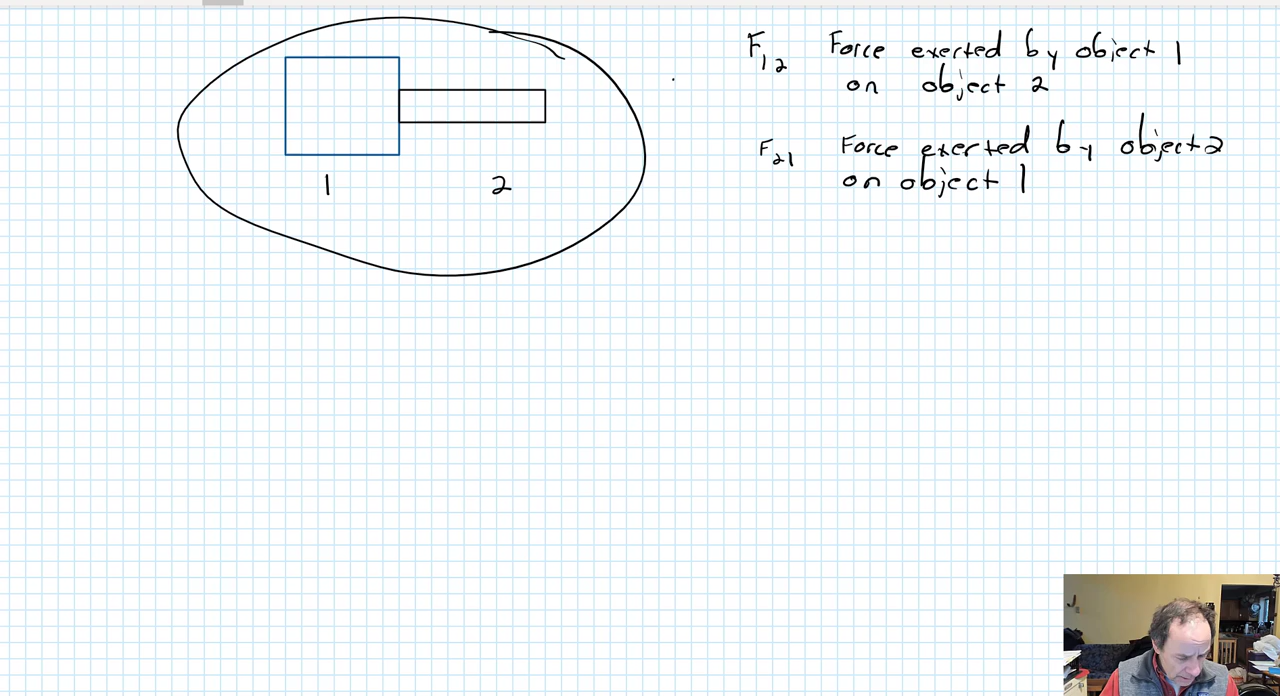 F12 Force exerted by object 1
on object 2
F21 Force exerted by object 2
on object 1
1 2